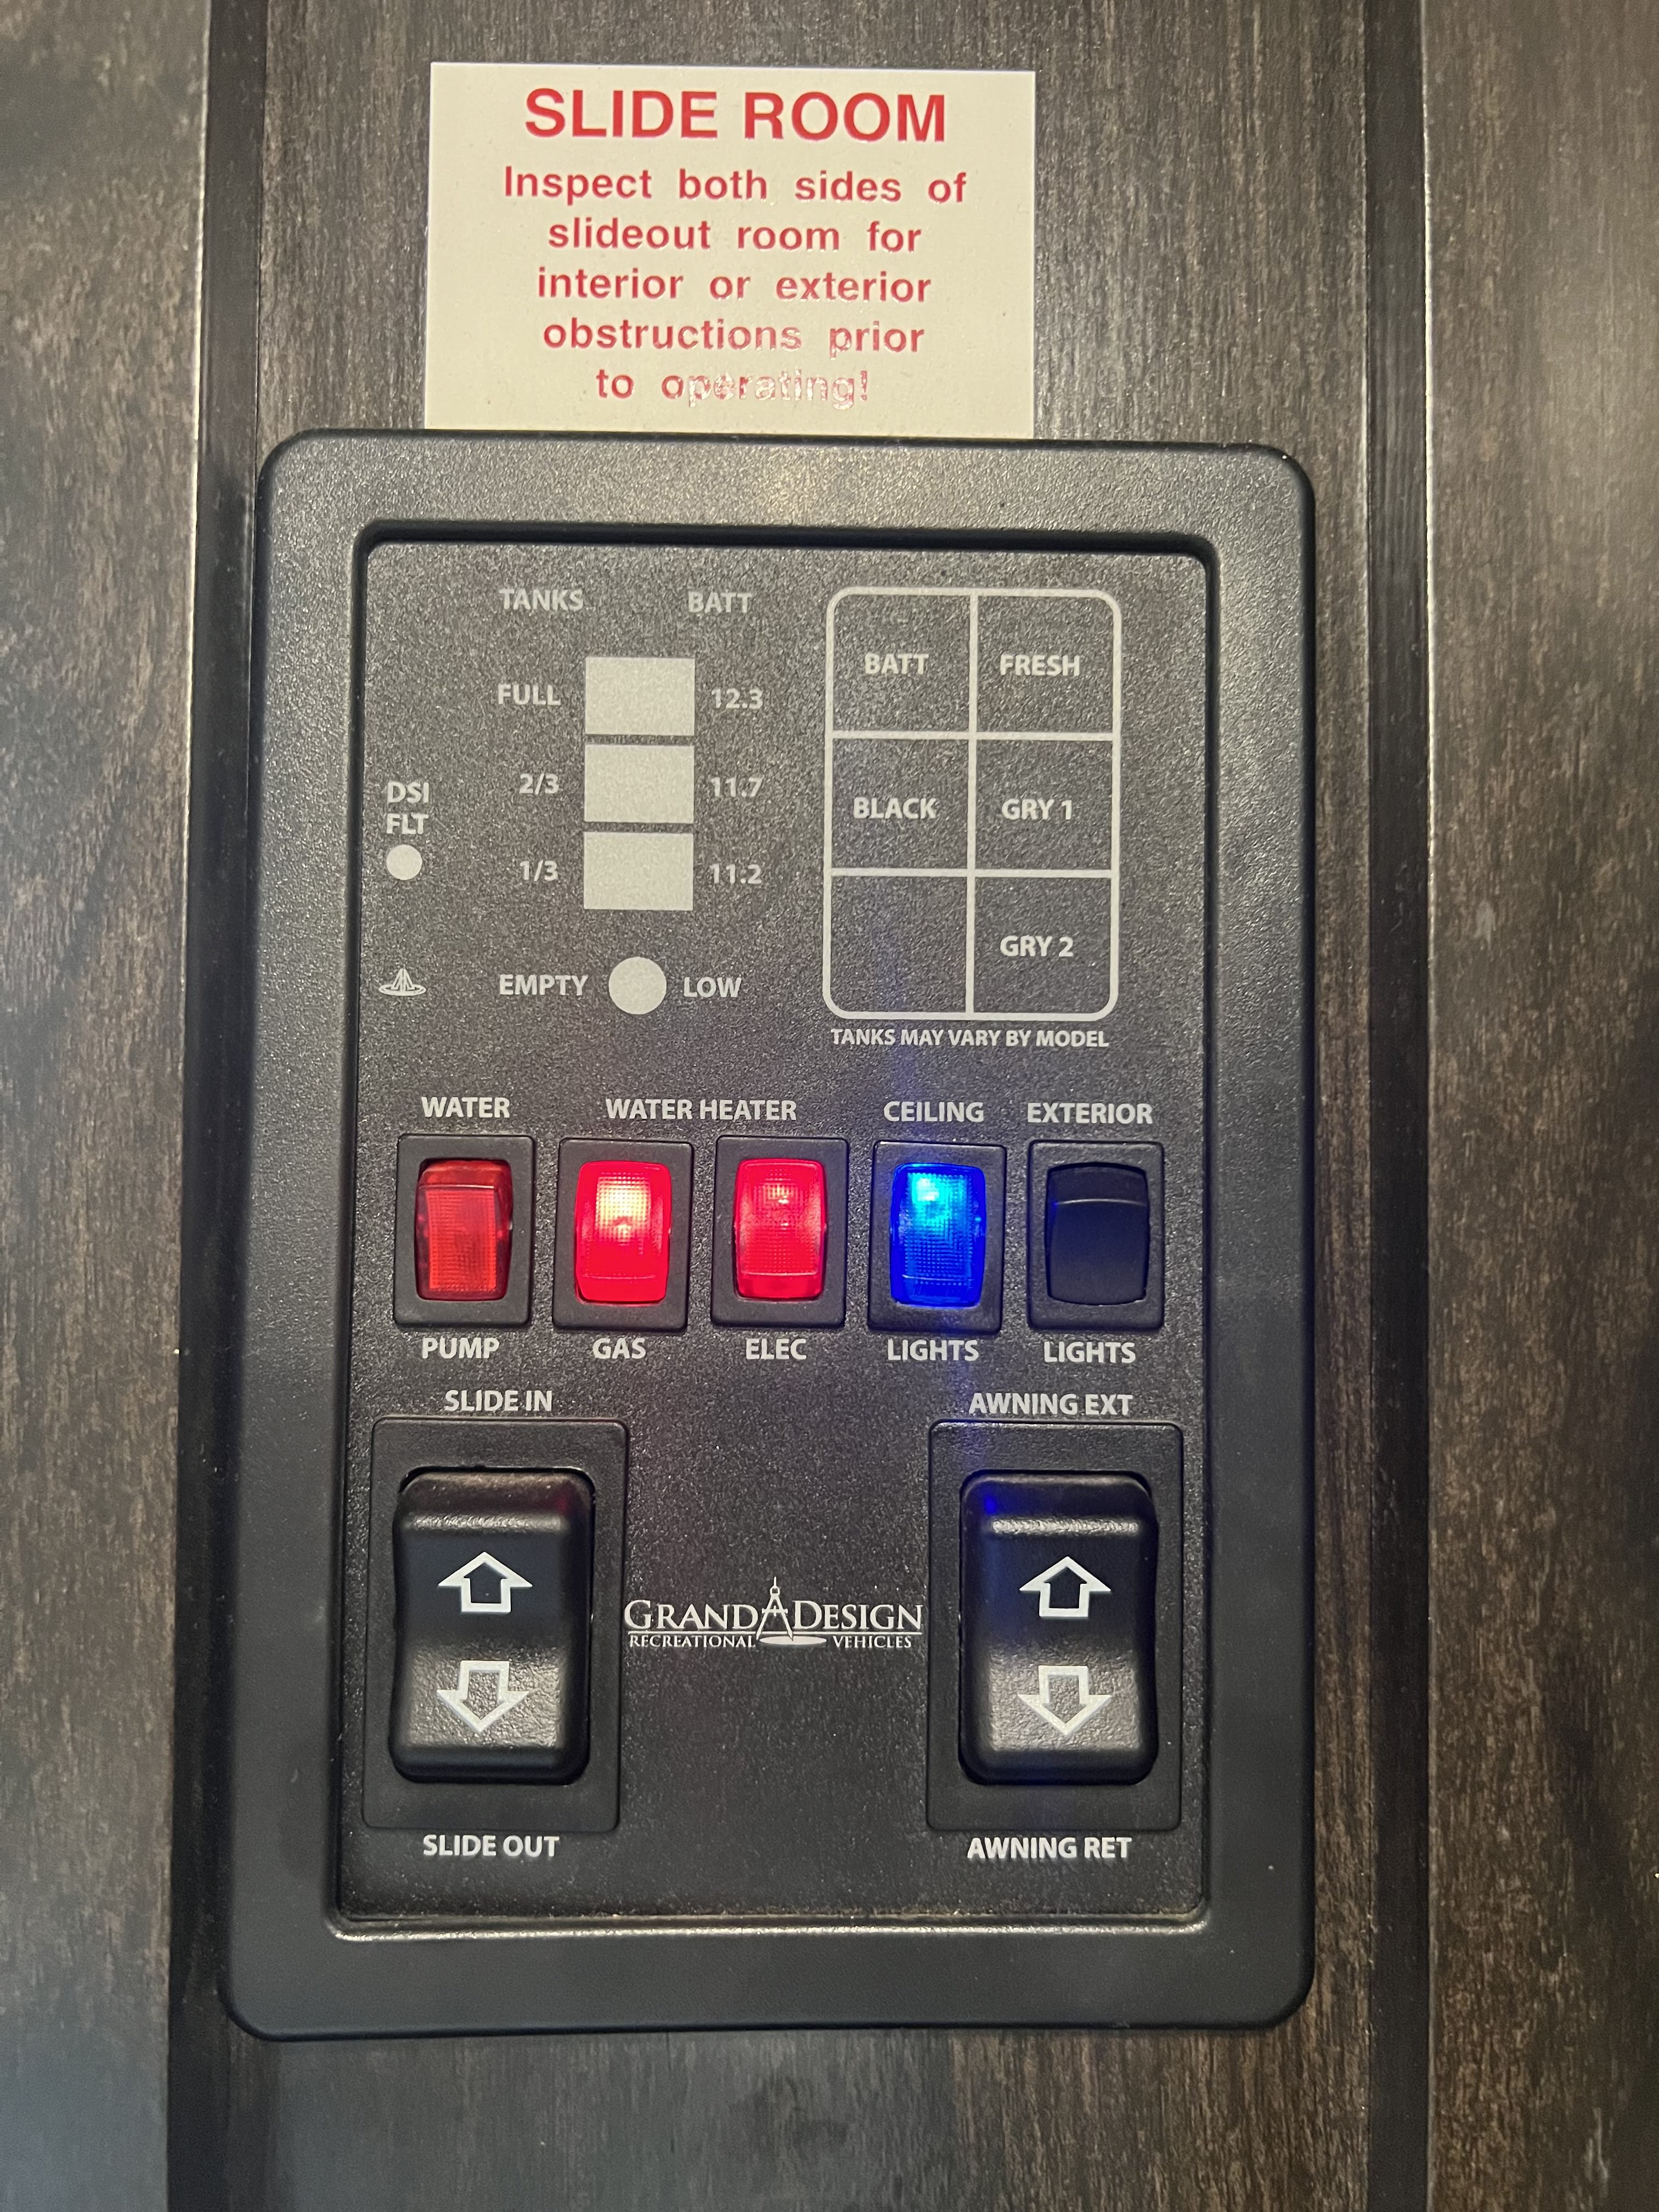 SLIDE ROOM
Inspect both sides of
slideout room for
interior or exterior
obstructions prior
to operating!
TANKS BATT
FULL 12.3
2/3 11.7
1/3 11.2
EMPTY LOW
DSI
FLT
BATT FRESH
BLACK GRY 1
GRY 2
TANKS MAY VARY BY MODEL
WATER WATER HEATER CEILING EXTERIOR
PUMP GAS ELEC LIGHTS LIGHTS
SLIDE IN AWNING EXT
GRAND DESIGN
RECREATIONAL VEHICLES
SLIDE OUT AWNING RET